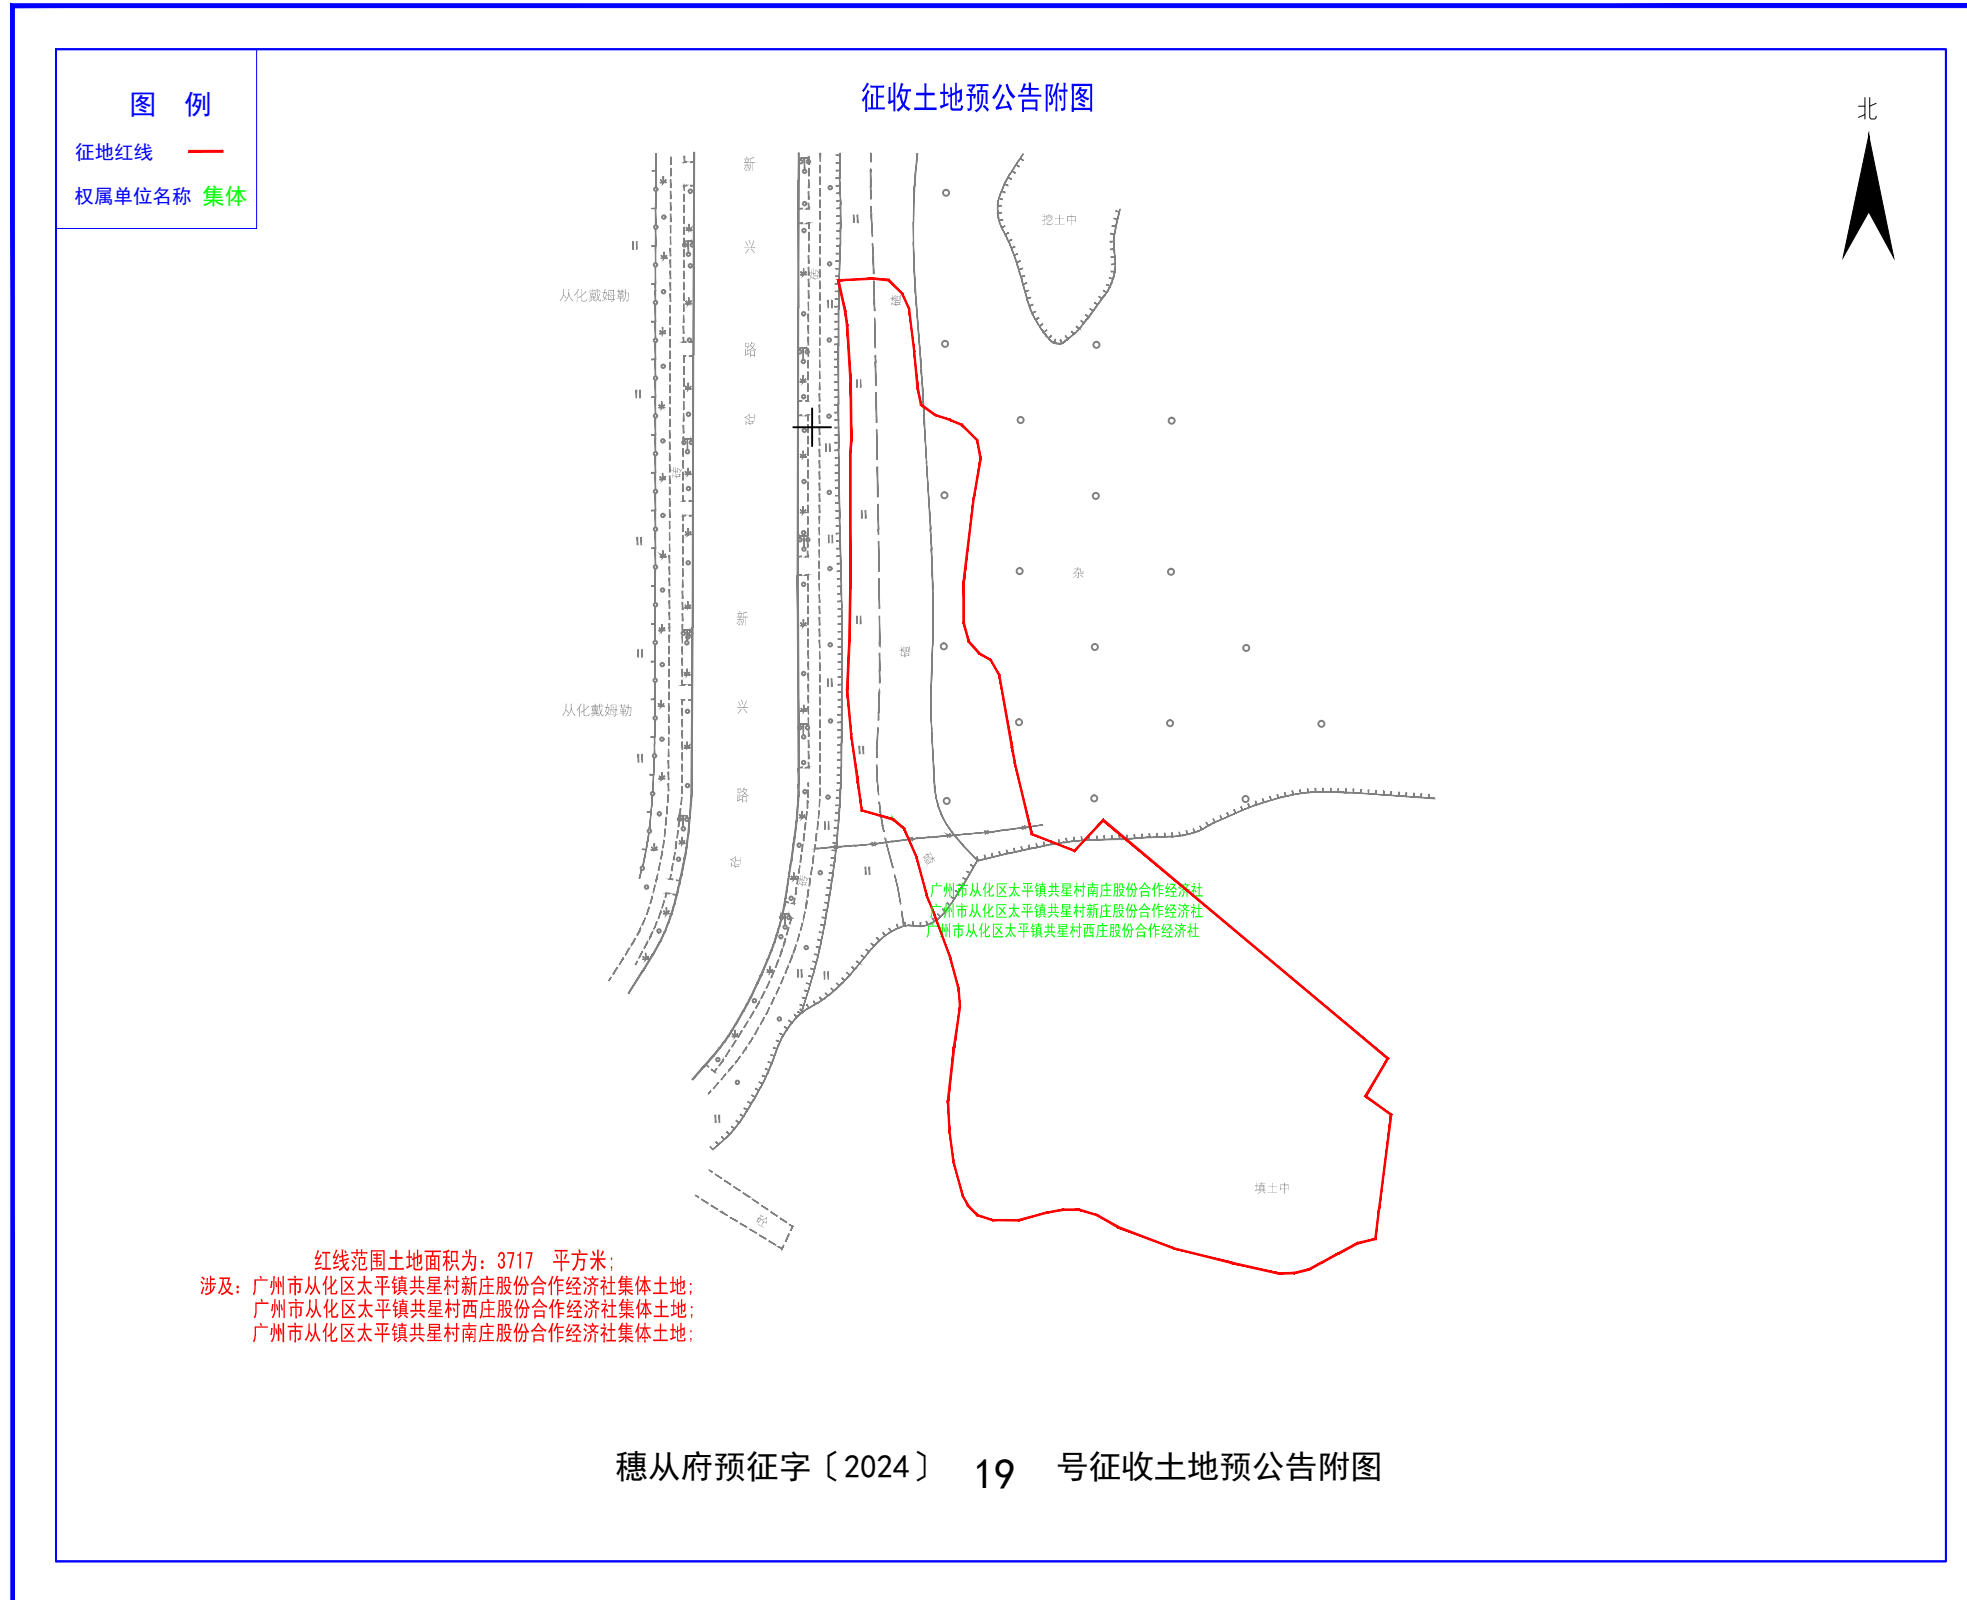 图 例
征地红线
权属单位名称 集体
征收土地预公告附图
北
新
兴
路
砼
挖土中
从化戴姆勒
砖
杂
新
兴
路
砼
从化戴姆勒
广州市从化区太平镇共星村南庄股份合作经济社
广州市从化区太平镇共星村新庄股份合作经济社
广州市从化区太平镇共星村西庄股份合作经济社
填土中
砼
红线范围土地面积为：3717 平方米；
涉及：广州市从化区太平镇共星村新庄股份合作经济社集体土地；
广州市从化区太平镇共星村西庄股份合作经济社集体土地；
广州市从化区太平镇共星村南庄股份合作经济社集体土地；
穗从府预征字〔2024〕 19 号征收土地预公告附图